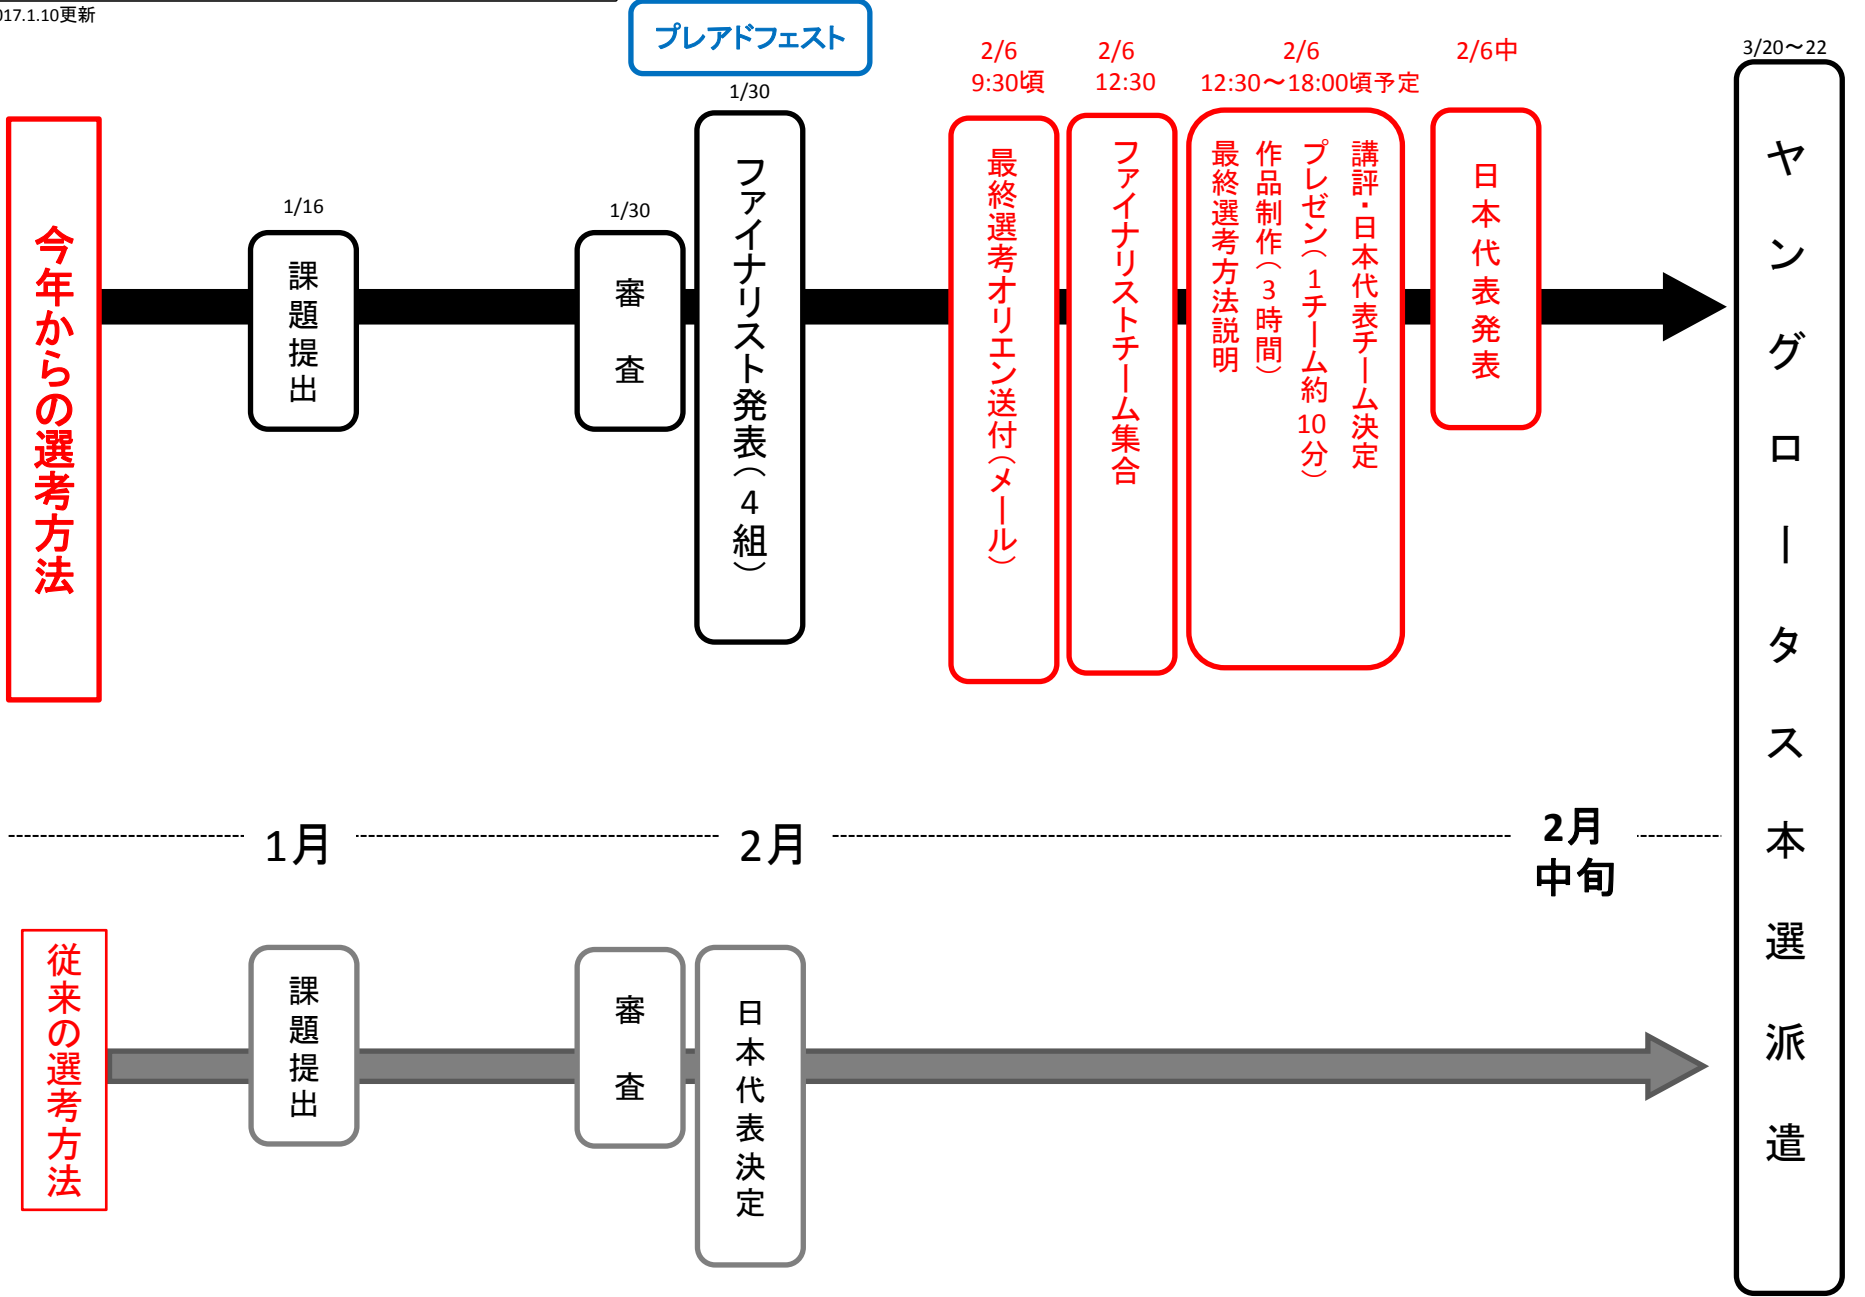 017.1.10更新
プレアドフェスト
今年からの選考方法
1/16
課題提出
1/30
審査
1/30
ファイナリスト発表（4組）
2/6
9:30頃
最終選考オリエン送付（メール）
2/6
12:30
ファイナリストチーム集合
2/6
12:30～18:00頃予定
最終選考方法説明
作品制作（3時間）
プレゼン（1チーム約10分）
講評・日本代表チーム決定
2/6中
日本代表発表
3/20～22
ヤングロータス本選派遣
1月
2月
2月
中旬
従来の選考方法
課題提出
審査
日本代表決定